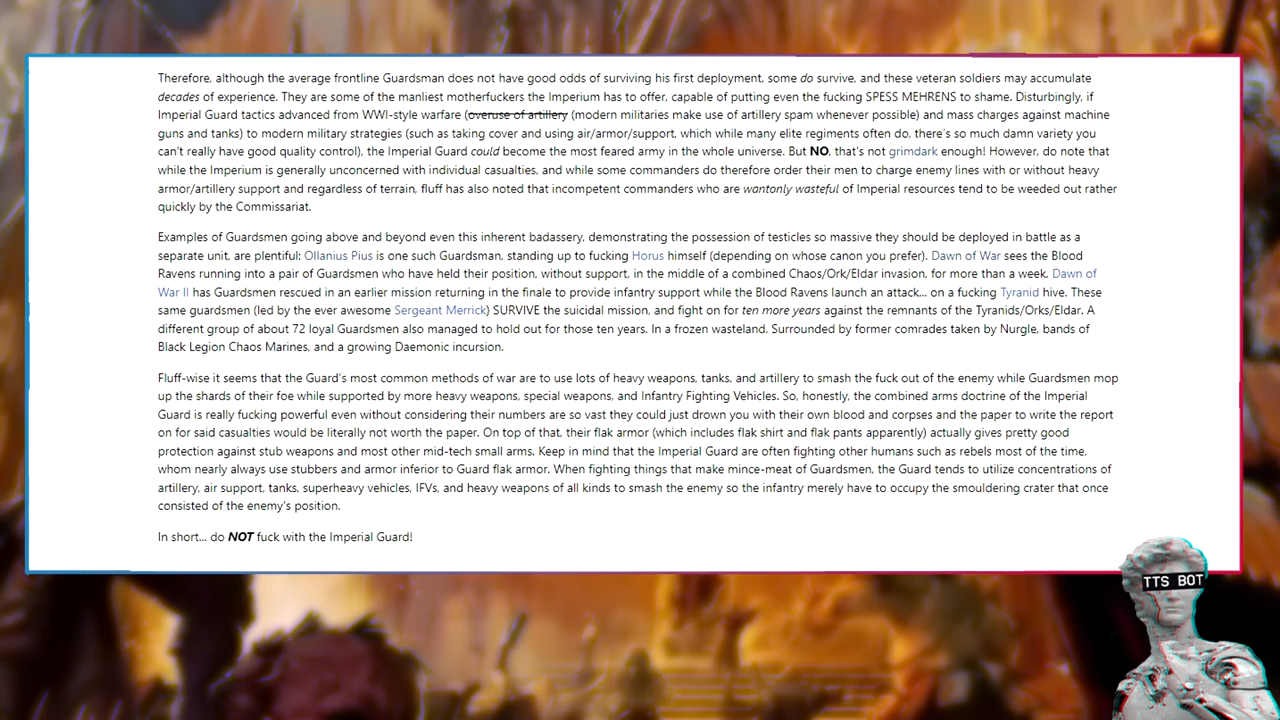 Therefore, although the average frontline Guardsman does not have good odds of surviving his first deployment, some do survive, and these veteran soldiers may accumulate
decades of experience. They are some of the manliest motherfuckers the Imperium has to offer, capable of putting even the fucking SPESS MEHRENS to shame. Disturbingly, if
Imperial Guard tactics advanced from WWI-style warfare (overuse of artillery (modern militaries make use of artillery spam whenever possible) and mass charges against machine
guns and tanks) to modern military strategies (such as taking cover and using air/armor/support, which while many elite regiments often do, there's so much damn variety you
can't really have good quality control), the Imperial Guard could become the most feared army in the whole universe. But NO, that's not grimdark enough! However, do note that
while the Imperium is generally unconcerned with individual casualties, and while some commanders do therefore order their men to charge enemy lines with or without heavy
armor/artillery support and regardless of terrain, fluff has also noted that incompetent commanders who are wantonly wasteful of Imperial resources tend to be weeded out rather
quickly by the Commissariat.
Examples of Guardsmen going above and beyond even this inherent badassery, demonstrating the possession of testicles so massive they should be deployed in battle as a
separate unit, are plentiful: Ollanius Pius is one such Guardsman, standing up to fucking Horus himself (depending on whose canon you prefer). Dawn of War sees the Blood
Ravens running into a pair of Guardsmen who have held their position, without support, in the middle of a combined Chaos/Ork/Eldar invasion, for more than a week. Dawn of
War II has Guardsmen rescued in an earlier mission returning in the finale to provide infantry support while the Blood Ravens launch an attack... on a fucking Tyranid hive. These
same guardsmen (led by the ever awesome Sergeant Merrick) SURVIVE the suicidal mission, and fight on for ten more years against the remnants of the Tyranids/Orks/Eldar. A
different group of about 72 loyal Guardsmen also managed to hold out for those ten years. In a frozen wasteland. Surrounded by former comrades taken by Nurgle, bands of
Black Legion Chaos Marines, and a growing Daemonic incursion.
Fluff-wise it seems that the Guard's most common methods of war are to use lots of heavy weapons, tanks, and artillery to smash the fuck out of the enemy while Guardsmen mop
up the shards of their foe while supported by more heavy weapons, special weapons, and Infantry Fighting Vehicles. So, honestly, the combined arms doctrine of the Imperial
Guard is really fucking powerful even without considering their numbers are so vast they could just drown you with their own blood and corpses and the paper to write the report
on for said casualties would be literally not worth the paper. On top of that, their flak armor (which includes flak shirt and flak pants apparently) actually gives pretty good
protection against stub weapons and most other mid-tech small arms. Keep in mind that the Imperial Guard are often fighting other humans such as rebels most of the time,
whom nearly always use stubbers and armor inferior to Guard flak armor. When fighting things that make mince-meat of Guardsmen, the Guard tends to utilize concentrations of
artillery, air support, tanks, superheavy vehicles, IFVs, and heavy weapons of all kinds to smash the enemy so the infantry merely have to occupy the smouldering crater that once
consisted of the enemy's position.
In short... do NOT fuck with the Imperial Guard!
TTS BOT